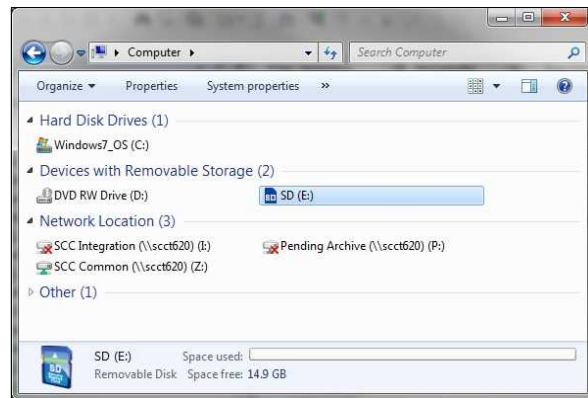 Computer
Search Computer
Organize Properties System properties »
Hard Disk Drives (1)
Windows7_OS (C:)
Devices with Removable Storage (2)
DVD RW Drive (D:) SD (E:)
Network Location (3)
SCC Integration (\\scct620) (I:) Pending Archive (\\scct620) (P:)
SCC Common (\\scct620) (Z:)
Other (1)
SD (E:) Space used:
Removable Disk Space free: 14.9 GB